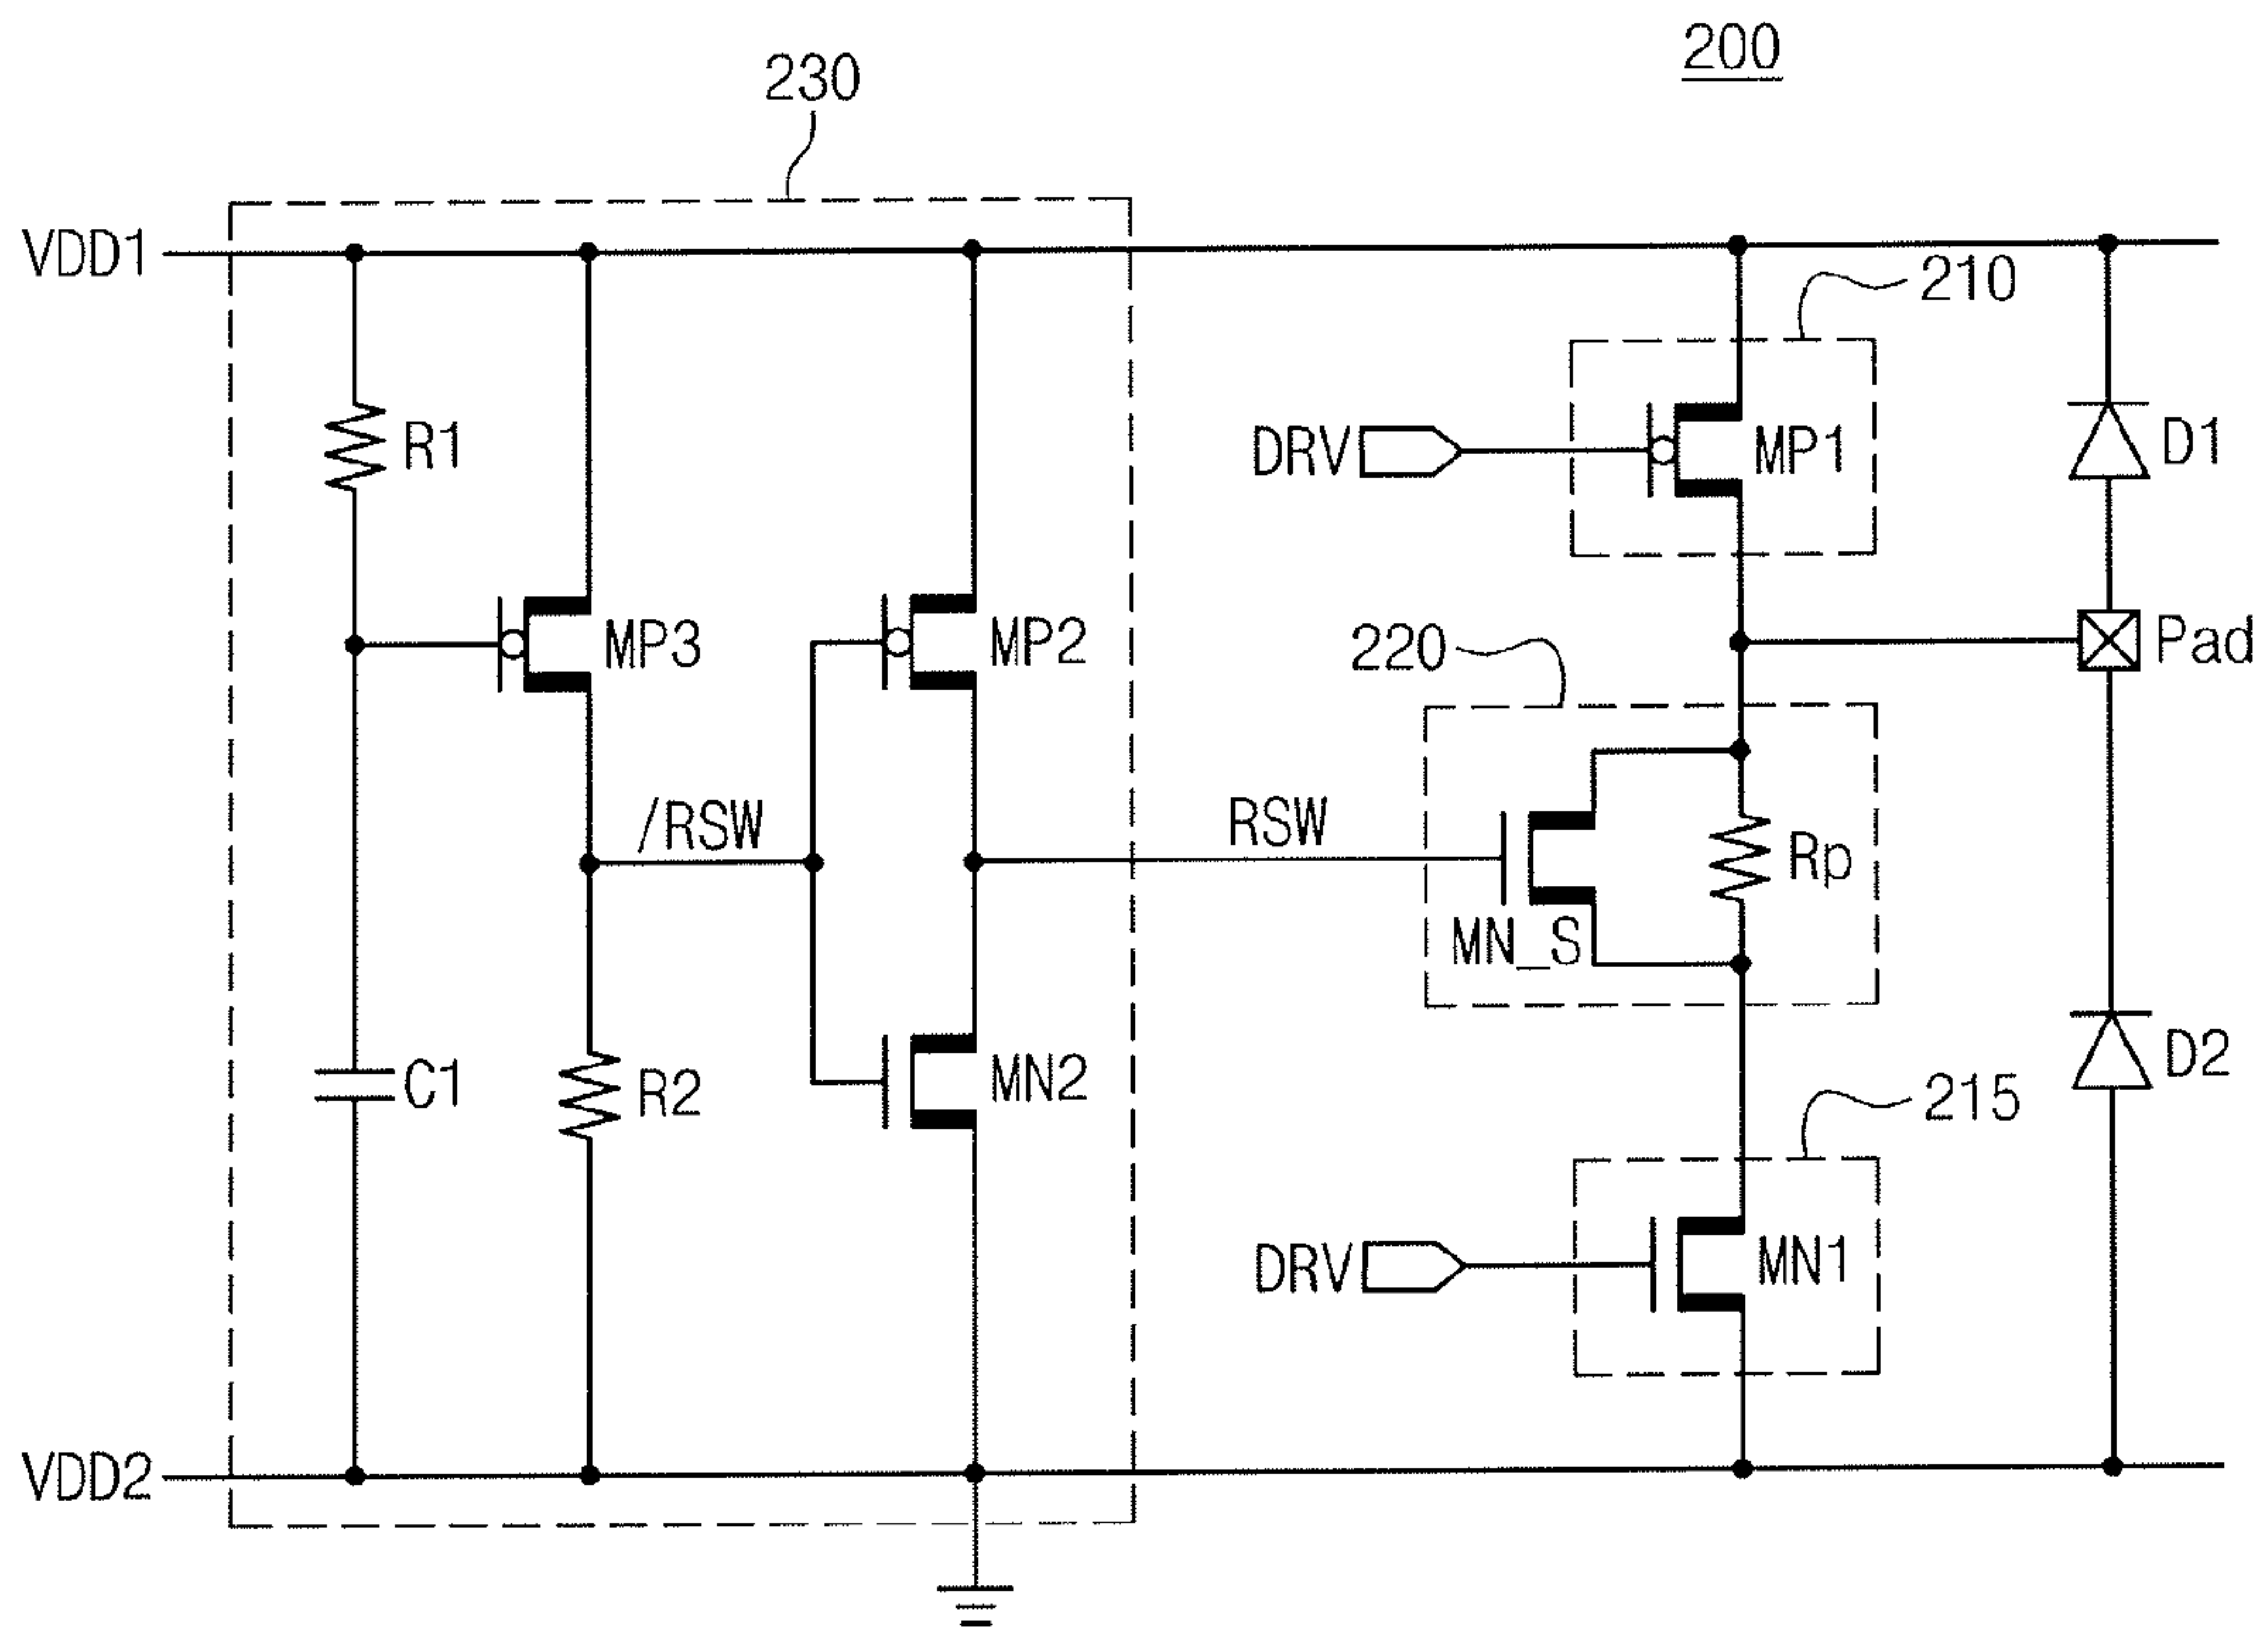 200
230
VDD1
210
R1
DRV
MP1
D1
MP3
MP2
220
Pad
/RSW
RSW
Rp
MN_S
C1
R2
MN2
D2
215
DRV
MN1
VDD2